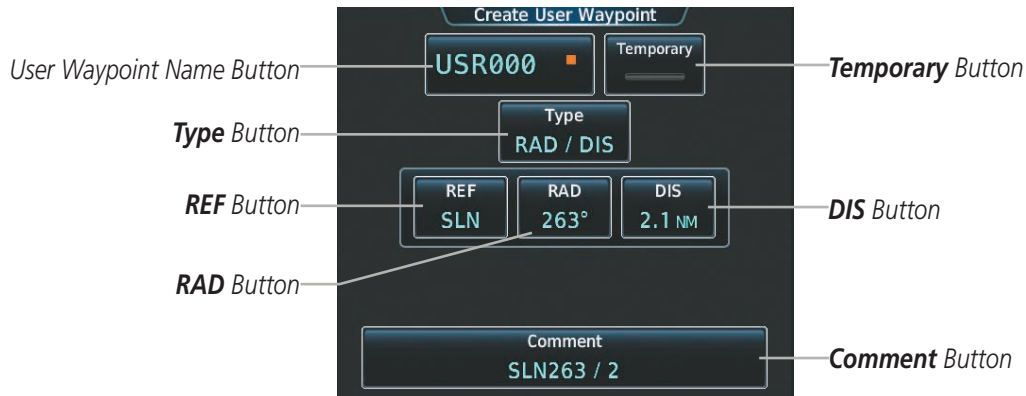 Create User Waypoint
User Waypoint Name Button
USR000
Temporary
Temporary Button
Type Button
Type
RAD / DIS
REF Button
REF
SLN
RAD
263°
DIS
2.1 NM
DIS Button
RAD Button
Comment
SLN263 / 2
Comment Button